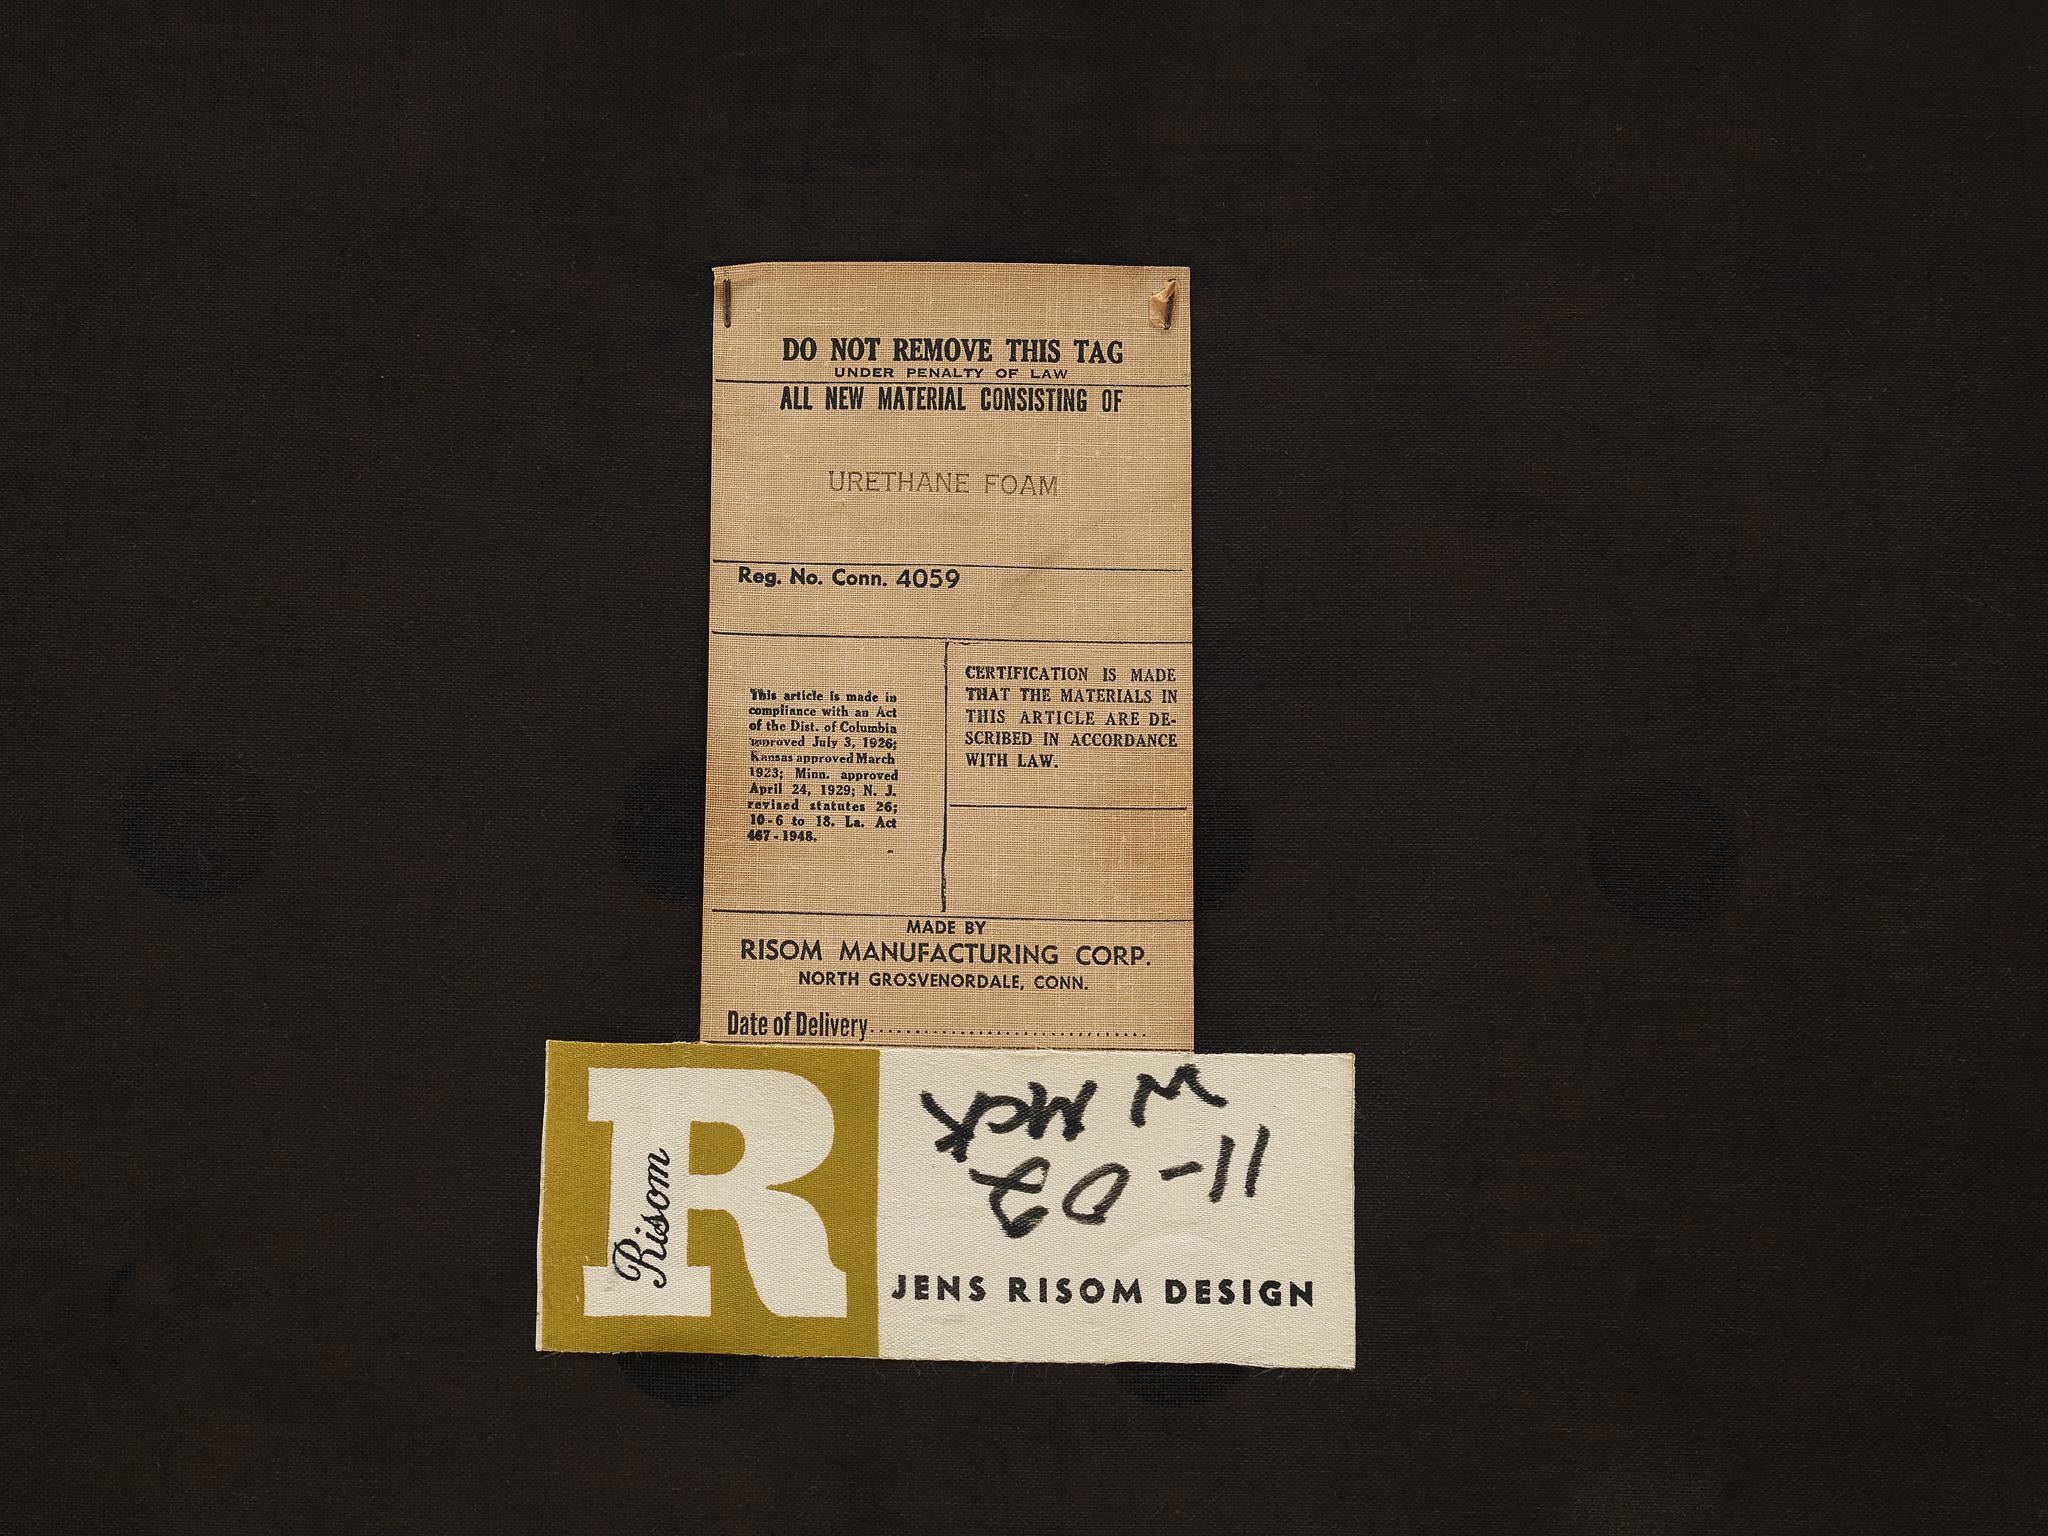 DO NOT REMOVE THIS TAG
UNDER PENALTY OF LAW
ALL NEW MATERIAL CONSISTING OF
URETHANE FOAM
Reg. No. Conn. 4059
This article is made in
compliance with an Act
of the Dist. of Columbia
approved July 3, 1926;
Kansas approved March
1923; Minn. approved
April 24, 1929; N. J.
revised statutes 26;
10-6 to 18. La. Act
467-1948.
CERTIFICATION IS MADE
THAT THE MATERIALS IN
THIS ARTICLE ARE DE-
SCRIBED IN ACCORDANCE
WITH LAW.
MADE BY
RISOM MANUFACTURING CORP.
NORTH GROSVENORDALE, CONN.
Date of Delivery
R
Risom
11-02
JENS RISOM DESIGN